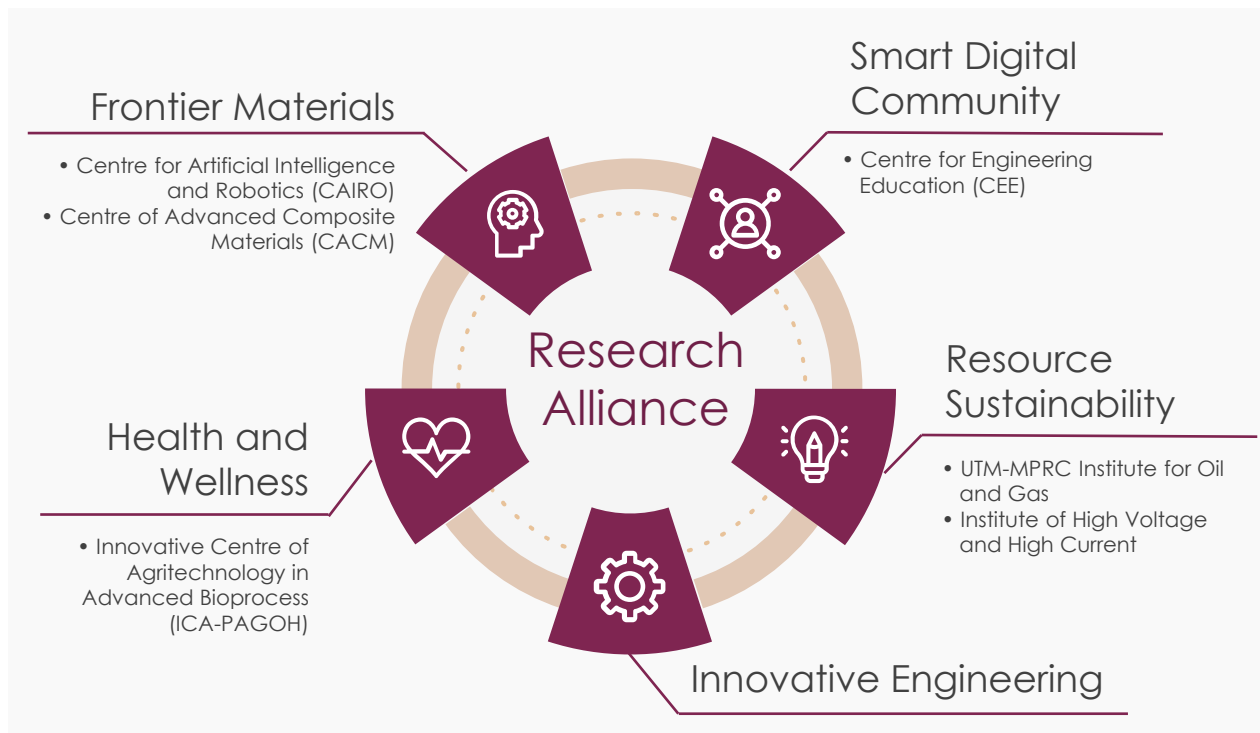 Smart Digital
Community
• Centre for Engineering
Education (CEE)
Frontier Materials
• Centre for Artificial Intelligence
and Robotics (CAIRO)
• Centre of Advanced Composite
Materials (CACM)
Research
Alliance
Resource
Sustainability
• UTM-MPRC Institute for Oil
and Gas
• Institute of High Voltage
and High Current
Health and
Wellness
• Innovative Centre of
Agritechnology in
Advanced Bioprocess
(ICA-PAGOH)
Innovative Engineering